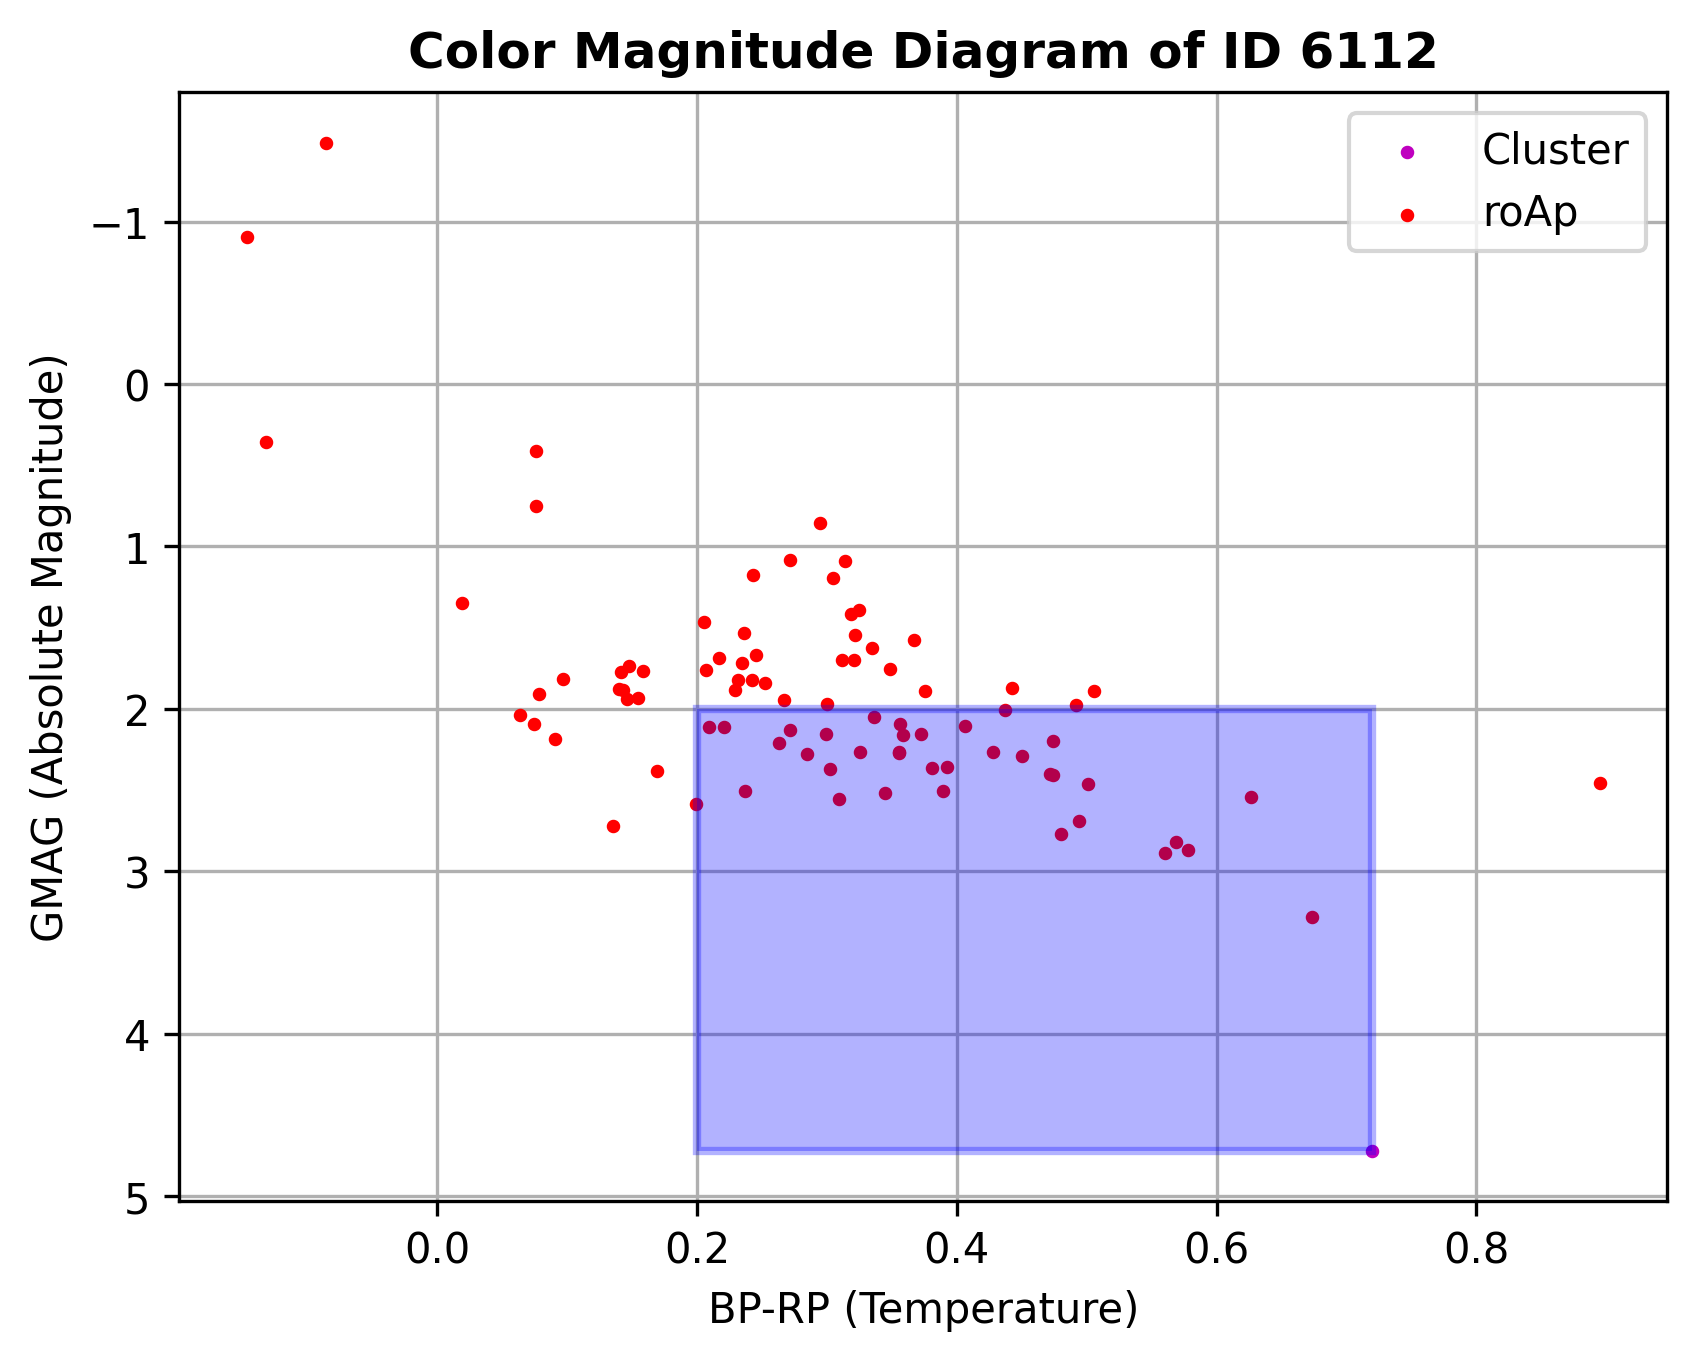 Color Magnitude Diagram of ID 6112
Cluster
roAp
GMAG (Absolute Magnitude)
−1
0
1
2
3
4
5
0.0 0.2 0.4 0.6 0.8
BP-RP (Temperature)